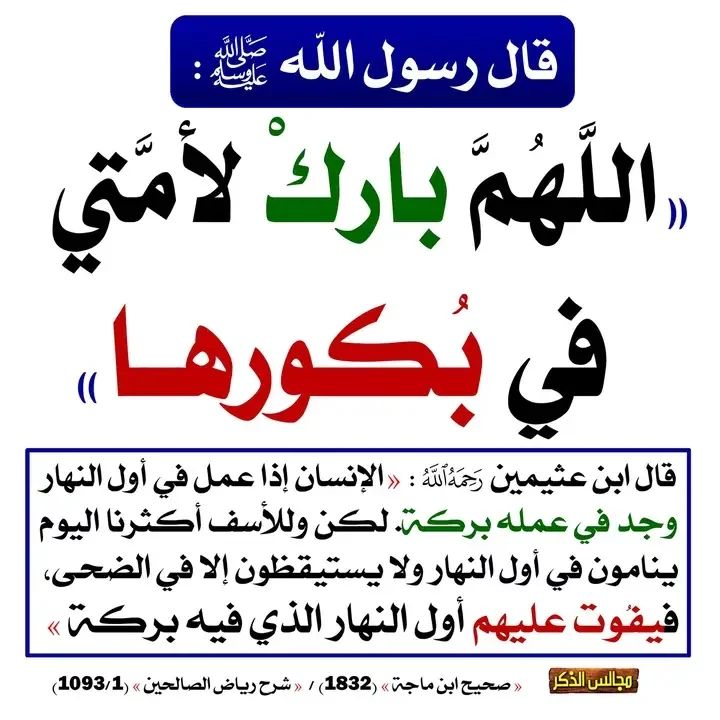 قال رسول الله ﷺ :
(( اللَّهُمَّ باركْ لأمَّتي
في بُكورها ))
قال ابن عثيمين رَحِمَهُ ٱللَّهُ : « الإنسان إذا عمل في أول النهار
وجد في عمله بركة. لكن وللأسف أكثرنا اليوم
ينامون في أول النهار ولا يستيقظون إلا في الضحى،
فيفُوت عليهم أول النهار الذي فيه بركة »
مجالس الذكر « صحيح ابن ماجة » (1832) / « شرح رياض الصالحين » (1093/1)